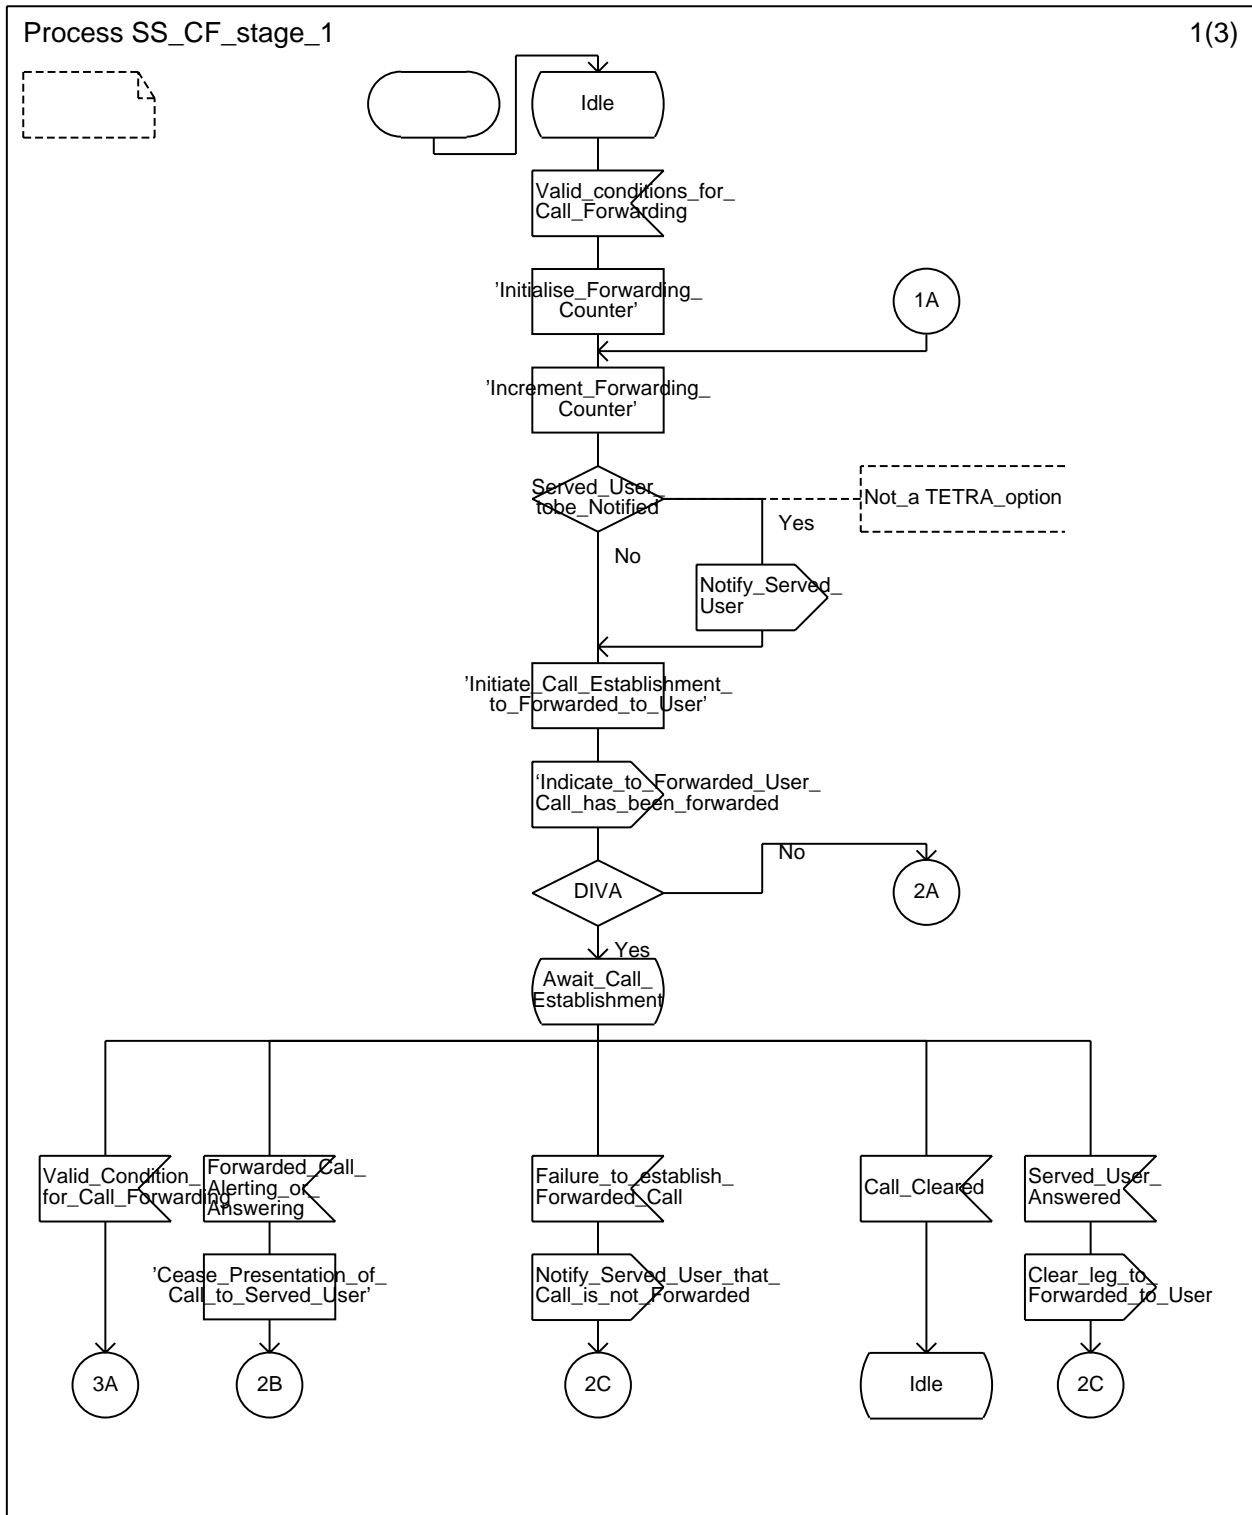 Process SS_CF_stage_1
1(3)
Idle
Valid_conditions_for_
Call_Forwarding
'Initialise_Forwarding_
Counter'
1A
'Increment_Forwarding_
Counter'
Served_User_
tobe_Notified
Not_a TETRA_option
Yes
No
Notify_Served_
User
'Initiate_Call_Establishment_
to_Forwarded_to_User'
‘Indicate_to_Forwarded_User_
Call_has_been_forwarded
No
DIVA
2A
Yes
Await_Call_
Establishment
Valid_Condition_
for_Call_Forwarding
Forwarded_Call_
Alerting_or_
Answering
Failure_to_establish_
Forwarded_Call
Call_Cleared
Served_User_
Answered
'Cease_Presentation_of_
Call_to_Served_User'
Notify_Served_User_that_
Call_is_not_Forwarded
Clear_leg_to_
Forwarded_to_User
3A
2B
2C
Idle
2C